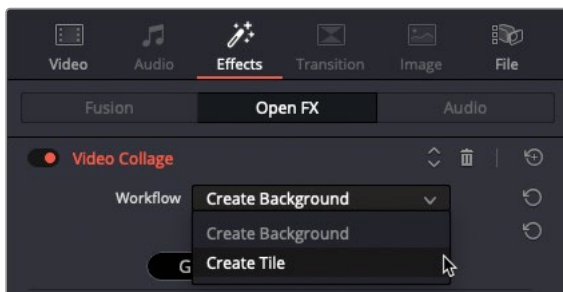 Video Audio Effects Transition Image File
Fusion Open FX Audio
Video Collage
Workflow Create Background
Create Background
G Create Tile